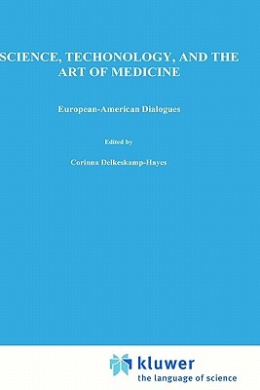 SCIENCE, TECHONOLOGY, AND THE
ART OF MEDICINE
European-American Dialogues
Edited by
Corinna Delkeskamp-Hayes
kluwer
the language of science